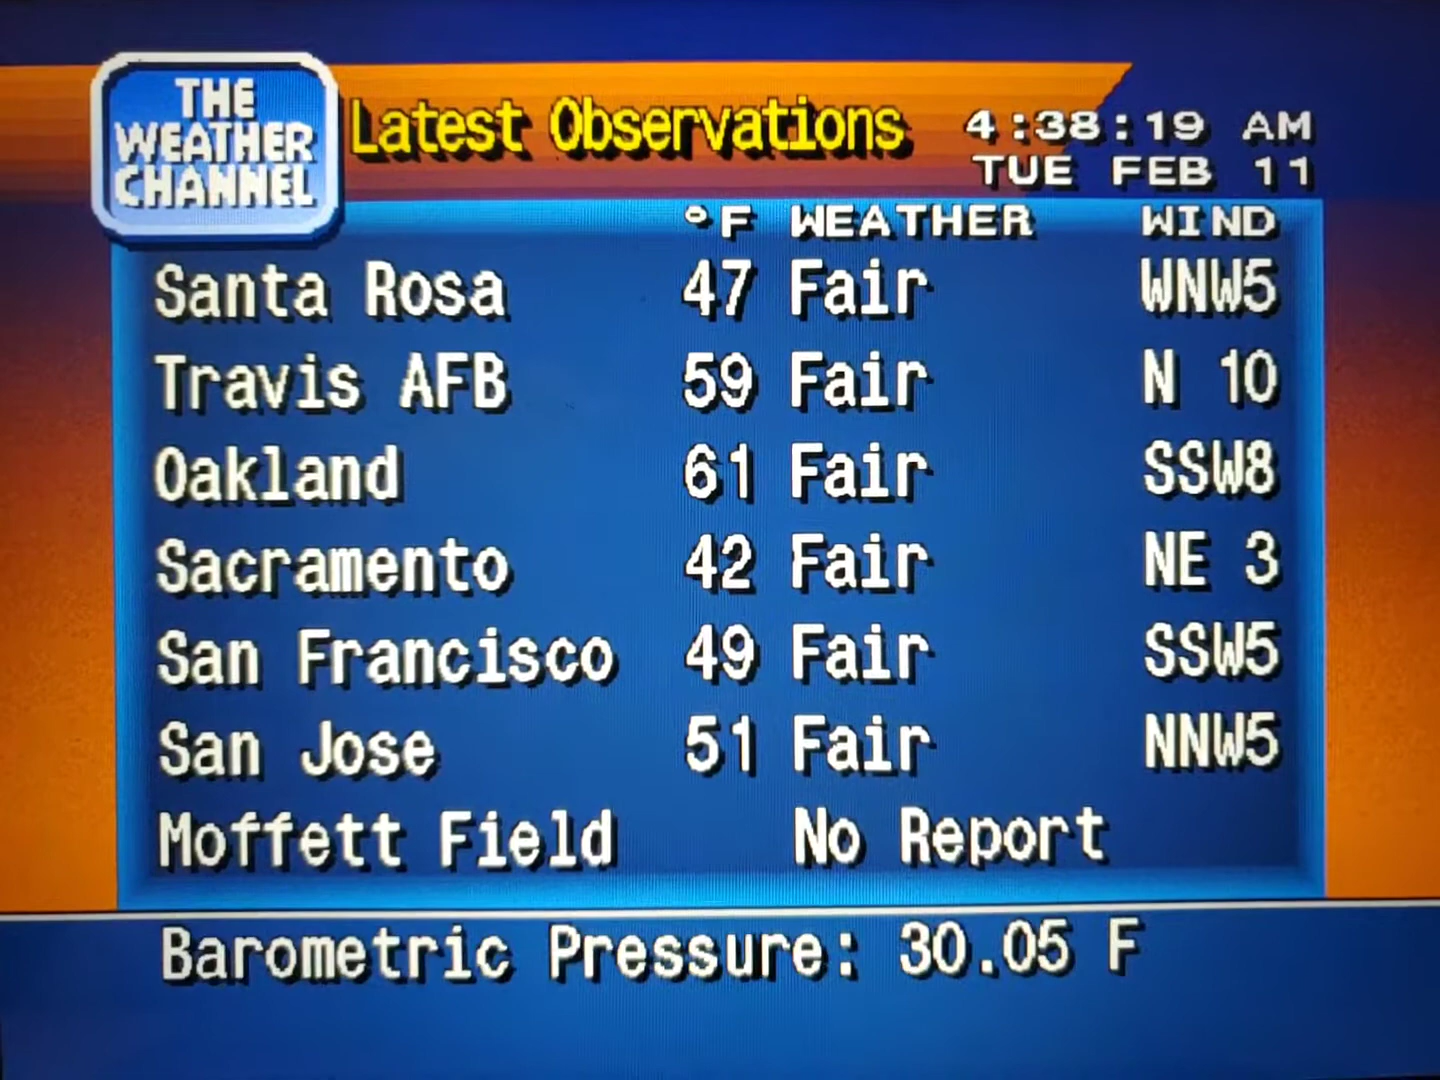 THE
WEATHER
CHANNEL
Latest Observations
4:38:19 AM
TUE FEB 11
°F WEATHER WIND
Santa Rosa 47 Fair WNW5
Travis AFB 59 Fair N 10
Oakland 61 Fair SSW8
Sacramento 42 Fair NE 3
San Francisco 49 Fair SSW5
San Jose 51 Fair NNW5
Moffett Field No Report
Barometric Pressure: 30.05 F